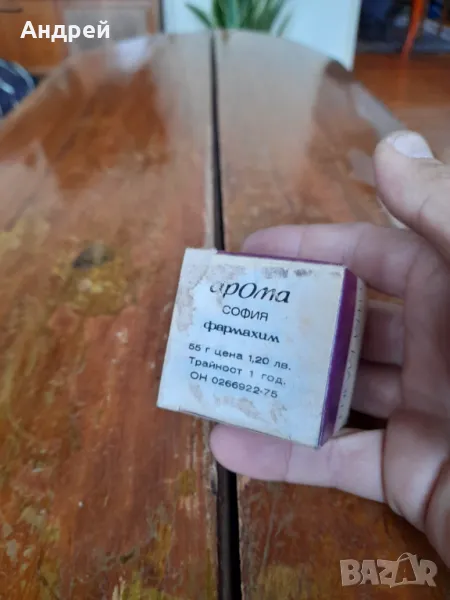 Андрей
арОма
СОФИЯ
фармахим
55 г цена 1,20 лв.
Трайност 1 год.
ОН 0266922-75
BAZAR